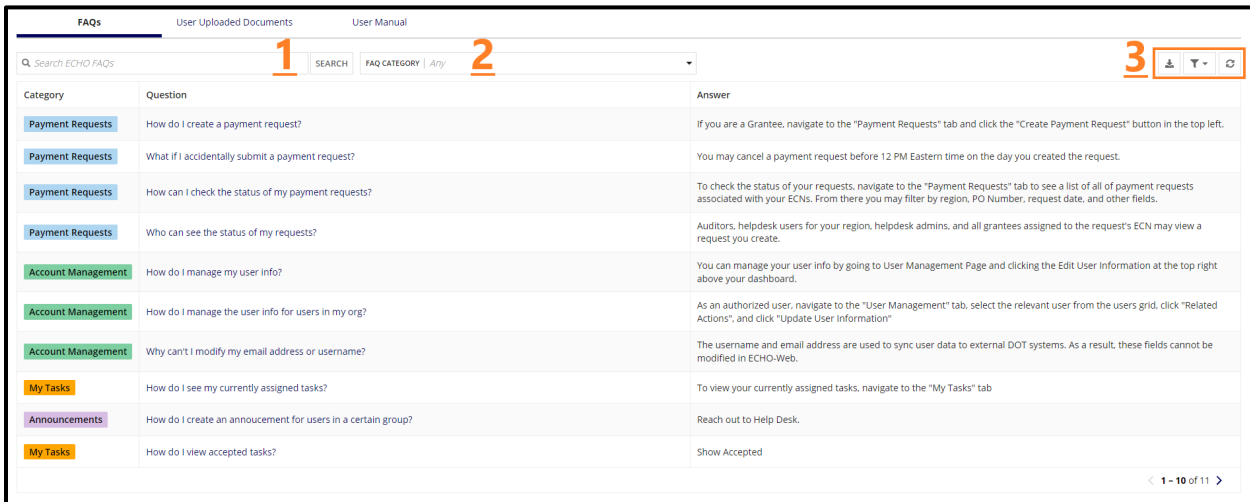 FAQs User Uploaded Documents User Manual
Search ECHO FAQs 1 SEARCH FAQ CATEGORY | Any 2 3
Category Question Answer
Payment Requests How do I create a payment request? If you are a Grantee, navigate to the "Payment Requests" tab and click the "Create Payment Request" button in the top left.
Payment Requests What if I accidentally submit a payment request? You may cancel a payment request before 12 PM Eastern time on the day you created the request.
Payment Requests How can I check the status of my payment requests? To check the status of your requests, navigate to the "Payment Requests" tab to see a list of all of payment requests
associated with your ECNs. From there you may filter by region, PO Number, request date, and other fields.
Payment Requests Who can see the status of my requests? Auditors, helpdesk users for your region, helpdesk admins, and all grantees assigned to the request's ECN may view a
request you create.
Account Management How do I manage my user info? You can manage your user info by going to User Management Page and clicking the Edit User Information at the top right
above your dashboard.
Account Management How do I manage the user info for users in my org? As an authorized user, navigate to the "User Management" tab, select the relevant user from the users grid, click "Related
Actions", and click "Update User Information"
Account Management Why can't I modify my email address or username? The username and email address are used to sync user data to external DOT systems. As a result, these fields cannot be
modified in ECHO-Web.
My Tasks How do I see my currently assigned tasks? To view your currently assigned tasks, navigate to the "My Tasks" tab
Announcements How do I create an annoucement for users in a certain group? Reach out to Help Desk.
My Tasks How do I view accepted tasks? Show Accepted
1 – 10 of 11